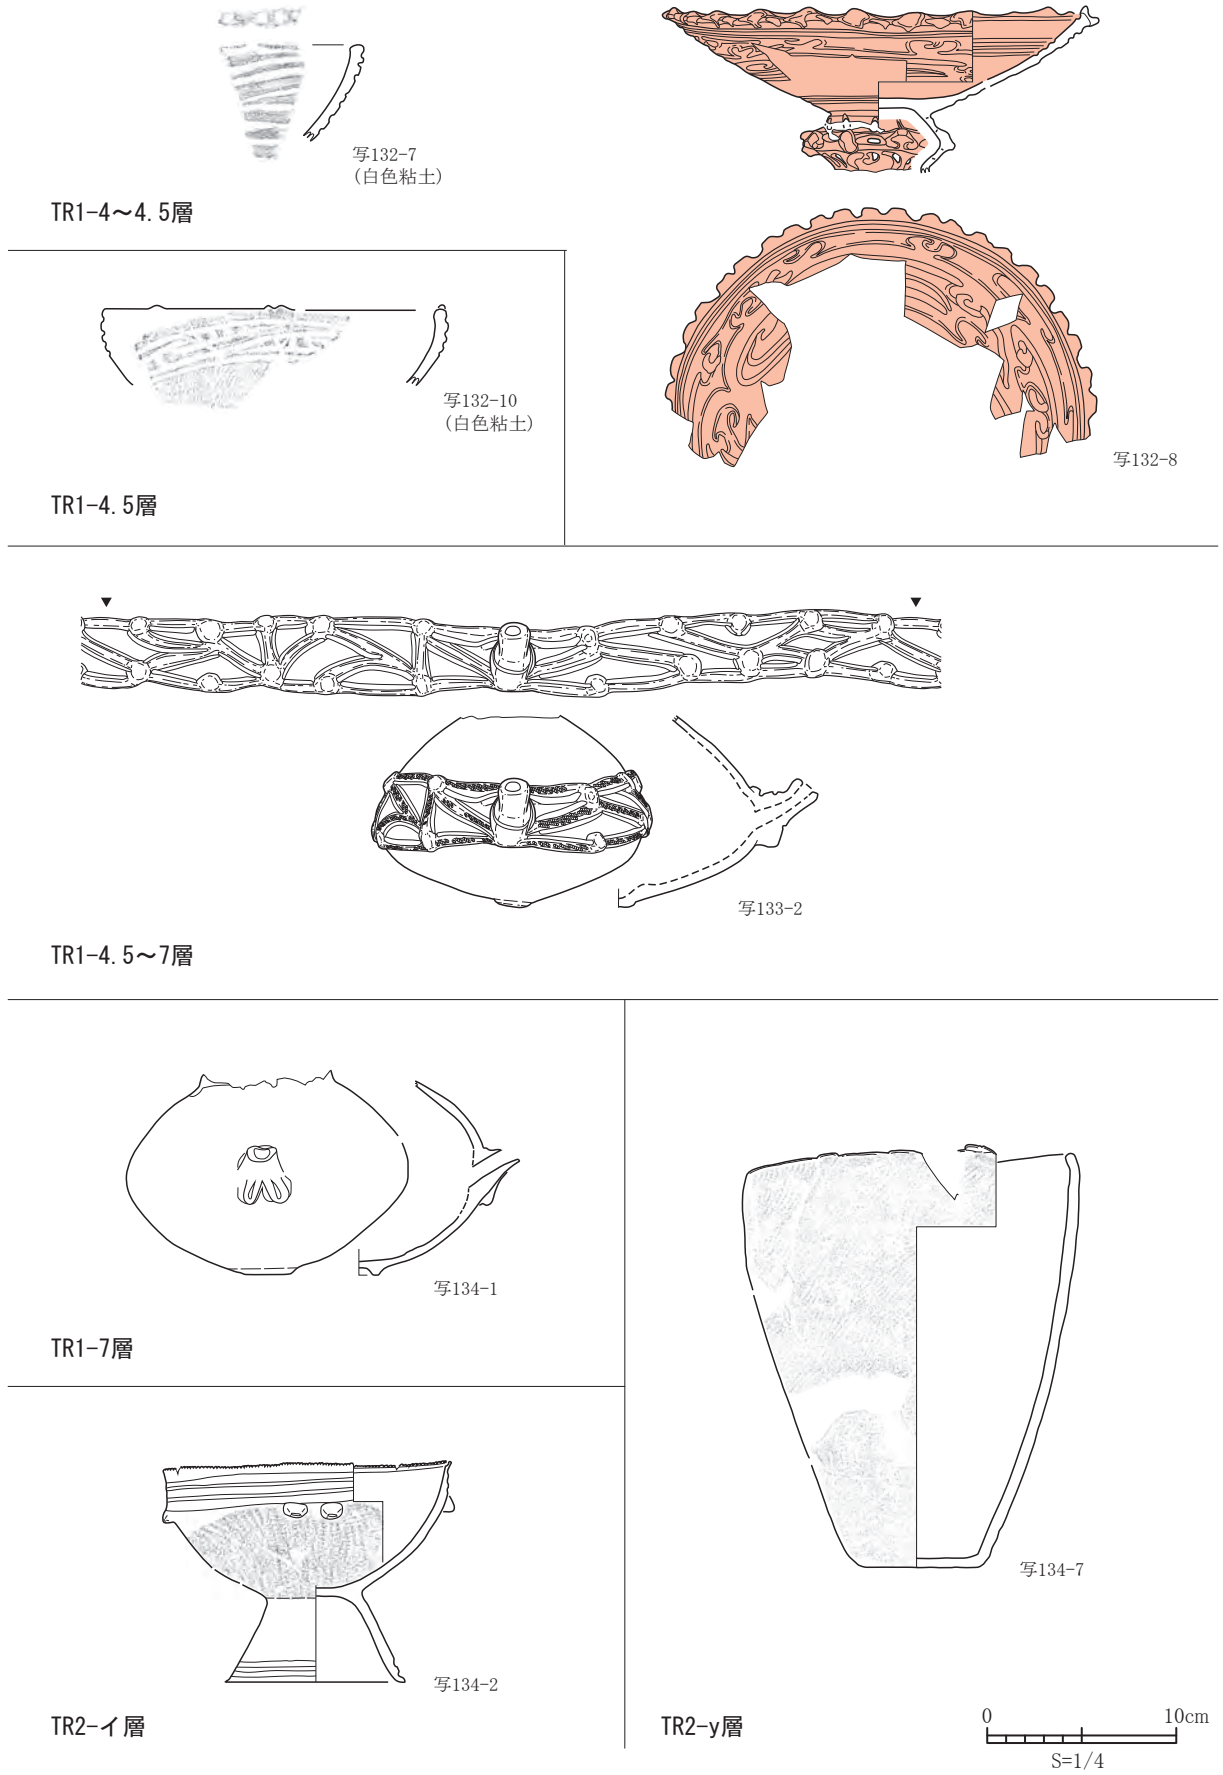 写132-7
(白色粘土)
TR1-4～4.5層
写132-10
(白色粘土)
TR1-4.5層
写132-8
写133-2
TR1-4.5～7層
写134-1
TR1-7層
写134-2
TR2-イ層
写134-7
TR2-y層
0 10cm
S=1/4